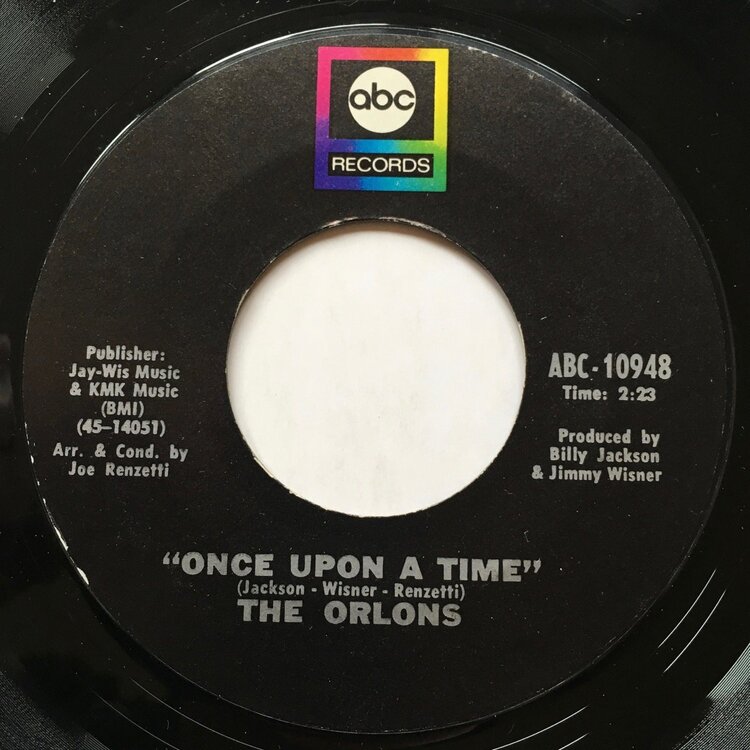 abc
RECORDS
Publisher:
Jay-Wis Music
& KMK Music
(BMI)
(45-14051)
Arr. & Cond. by
Joe Renzetti
ABC-10948
Time: 2:23
Produced by
Billy Jackson
& Jimmy Wisner
"ONCE UPON A TIME"
(Jackson - Wisner - Renzetti)
THE ORLONS